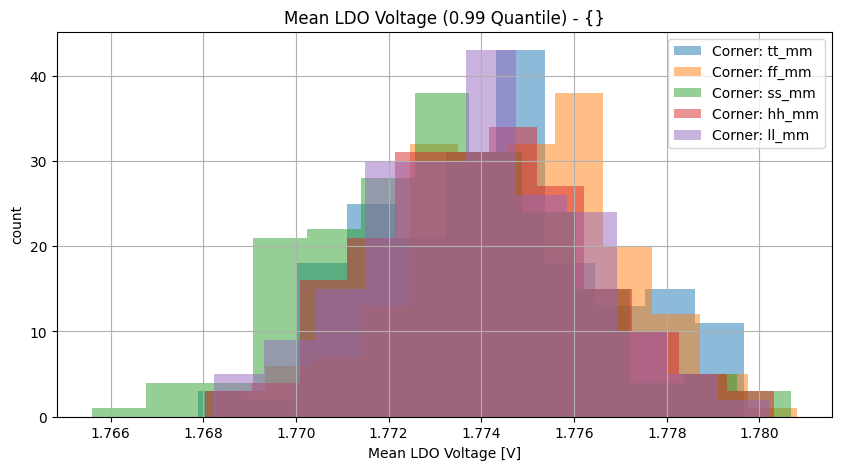 Mean LDO Voltage (0.99 Quantile) - {}
Corner: tt_mm
Corner: ff_mm
Corner: ss_mm
Corner: hh_mm
Corner: ll_mm
count
40
30
20
10
0
1.766 1.768 1.770 1.772 1.774 1.776 1.778 1.780
Mean LDO Voltage [V]